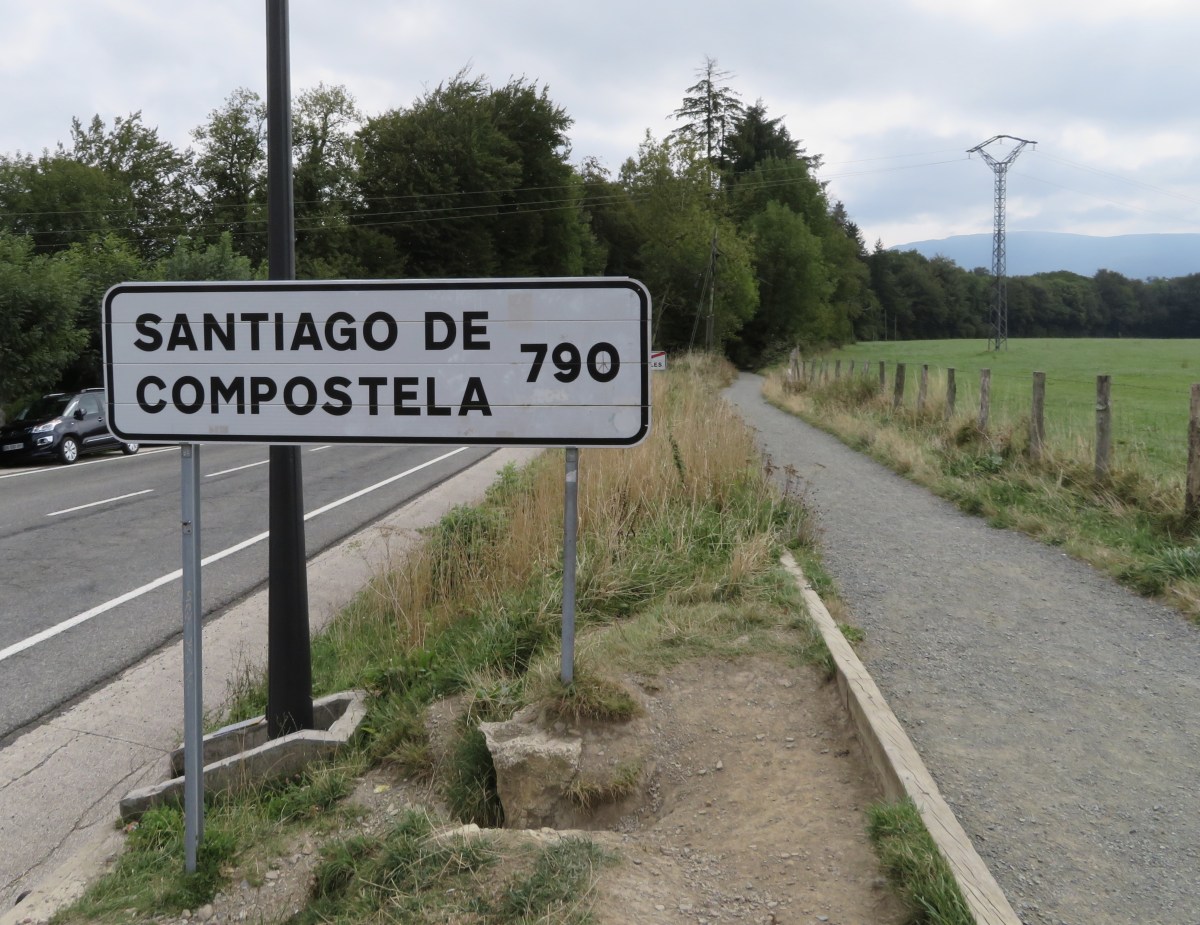 SANTIAGO DE
COMPOSTELA
790